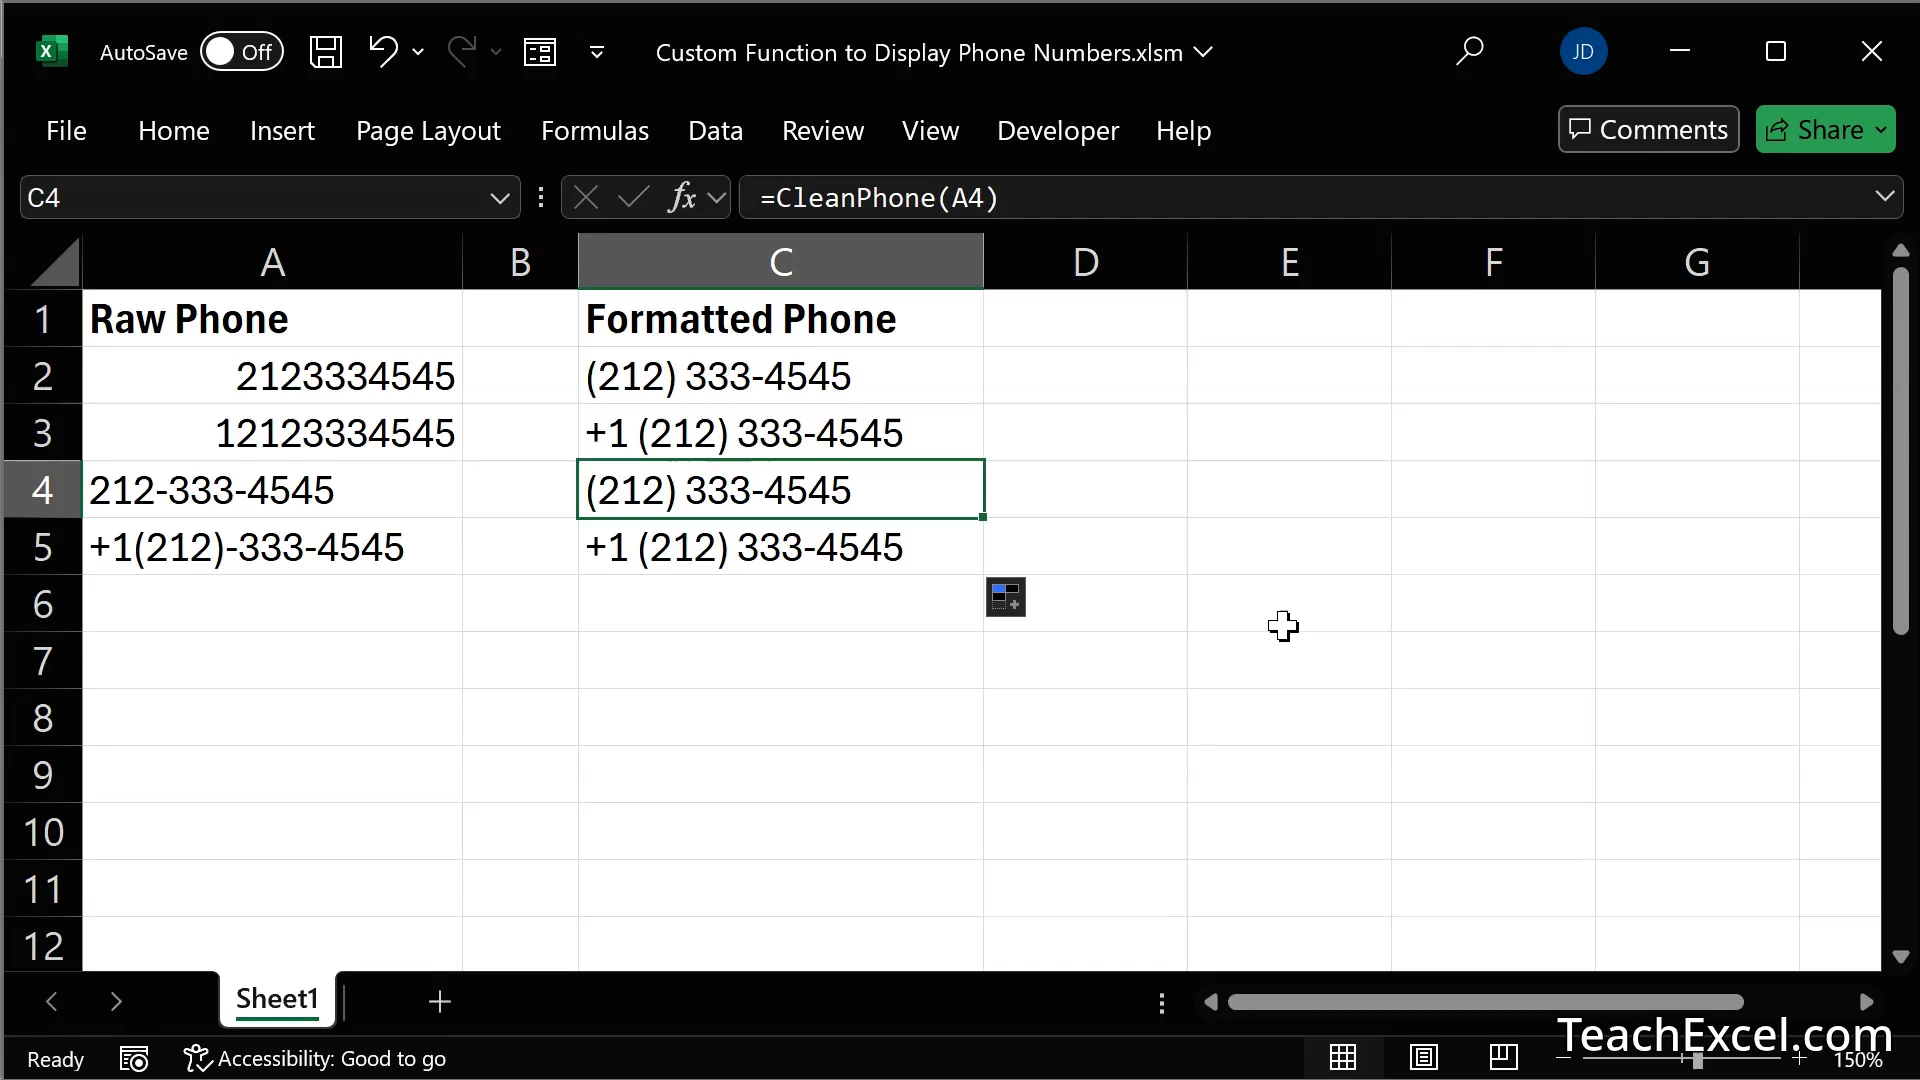 AutoSave Off Custom Function to Display Phone Numbers.xlsm JD
File Home Insert Page Layout Formulas Data Review View Developer Help Comments Share
C4 fx =CleanPhone(A4)
A B C D E F G
1 Raw Phone Formatted Phone
2 2123334545 (212) 333-4545
3 12123334545 +1 (212) 333-4545
4 212-333-4545 (212) 333-4545
5 +1(212)-333-4545 +1 (212) 333-4545
6
7
8
9
10
11
12
Sheet1
TeachExcel.com
Ready Accessibility: Good to go 150%